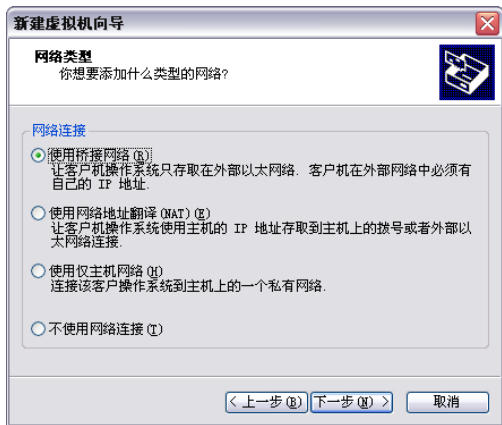 新建虚拟机向导
网络类型
你想要添加什么类型的网络?
网络连接
使用桥接网络(R)
让客户机操作系统只存取在外部以太网络. 客户机在外部网络中必须有
自己的 IP 地址.
使用网络地址翻译(NAT)(E)
让客户机操作系统使用主机的 IP 地址存取到主机上的拨号或者外部以
太网络连接.
使用仅主机网络(H)
连接该客户操作系统到主机上的一个私有网络.
不使用网络连接(T)
< 上一步(B) 下一步(N) > 取消